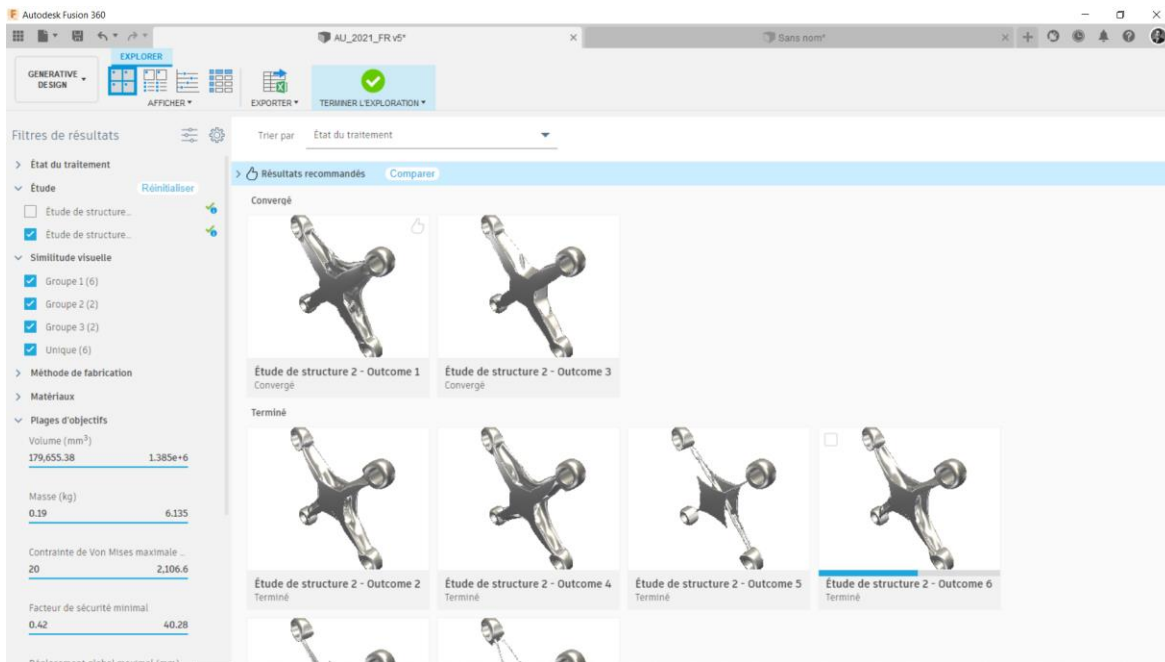 Autodesk Fusion 360
AU_2021_FR v5*
Sans nom*
EXPLORER
GENERATIVE DESIGN
AFFICHER
EXPORTER
TERMINER L'EXPLORATION
Filtres de résultats
État du traitement
Étude
Réinitialiser
Étude de structure...
Étude de structure...
Similitude visuelle
Groupe 1 (6)
Groupe 2 (2)
Groupe 3 (2)
Unique (6)
Méthode de fabrication
Matériaux
Plages d'objectifs
Volume (mm³)
179,655.38 1.385e+6
Masse (kg)
0.19 6.135
Contrainte de Von Mises maximale ...
20 2,106.6
Facteur de sécurité minimal
0.42 40.28
Trier par État du traitement
Résultats recommandés Comparer
Convergé
Étude de structure 2 - Outcome 1
Convergé
Étude de structure 2 - Outcome 3
Convergé
Terminé
Étude de structure 2 - Outcome 2
Terminé
Étude de structure 2 - Outcome 4
Terminé
Étude de structure 2 - Outcome 5
Terminé
Étude de structure 2 - Outcome 6
Terminé